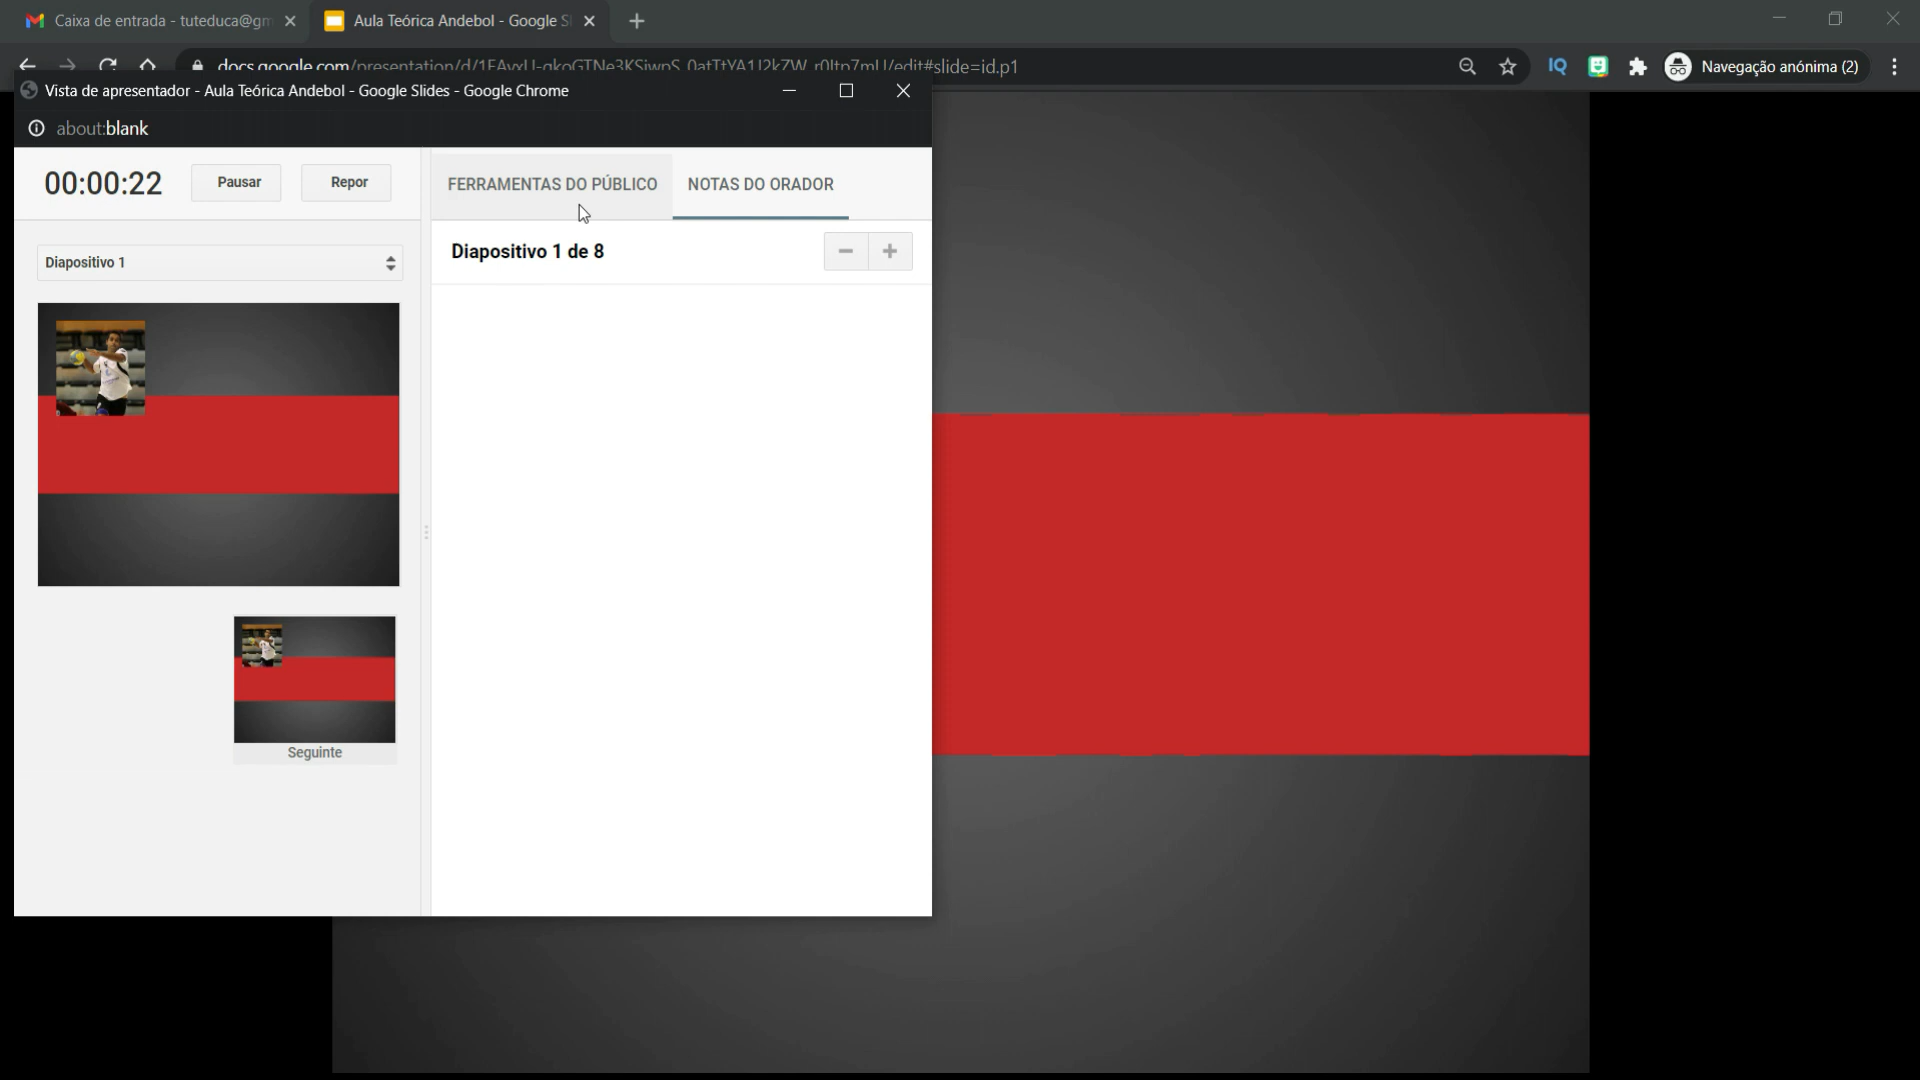 Caixa de entrada - tuteduca@gm
Aula Teórica Andebol - Google Sl
IQ
Navegação anónima (2)
Vista de apresentador - Aula Teórica Andebol - Google Slides - Google Chrome
about:blank
00:00:22
Pausar
Repor
FERRAMENTAS DO PÚBLICO
NOTAS DO ORADOR
Diapositivo 1 de 8
Diapositivo 1
Seguinte